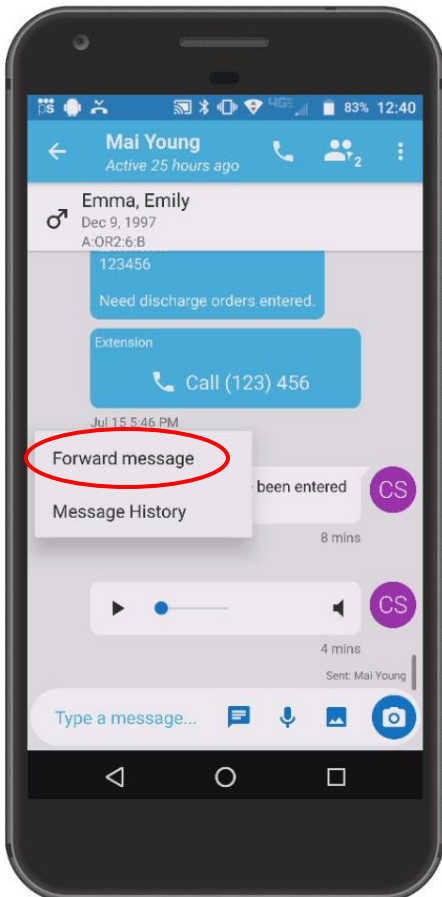 83% 12:40
Mai Young
Active 25 hours ago
2
Emma, Emily
Dec 9, 1997
A:OR2:6:B
123456
Need discharge orders entered.
Extension
Call (123) 456
Jul 15 5:46 PM
Forward message
been entered
CS
Message History
8 mins
CS
4 mins
Sent: Mai Young
Type a message...